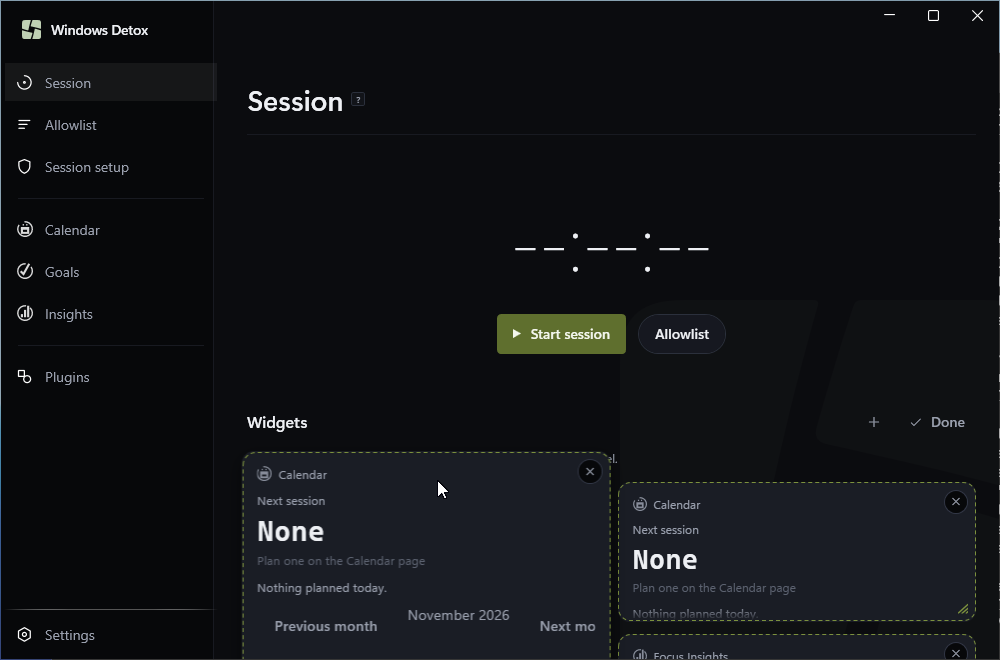 Windows Detox
Session
Allowlist
Session setup
Calendar
Goals
Insights
Plugins
Settings
Session ?
--:--:--
Start session
Allowlist
Widgets
Done
el.
Calendar
Next session
None
Plan one on the Calendar page
Nothing planned today.
November 2026
Previous month
Next mo
Calendar
Next session
None
Plan one on the Calendar page
Nothing planned today.
Focus Insights